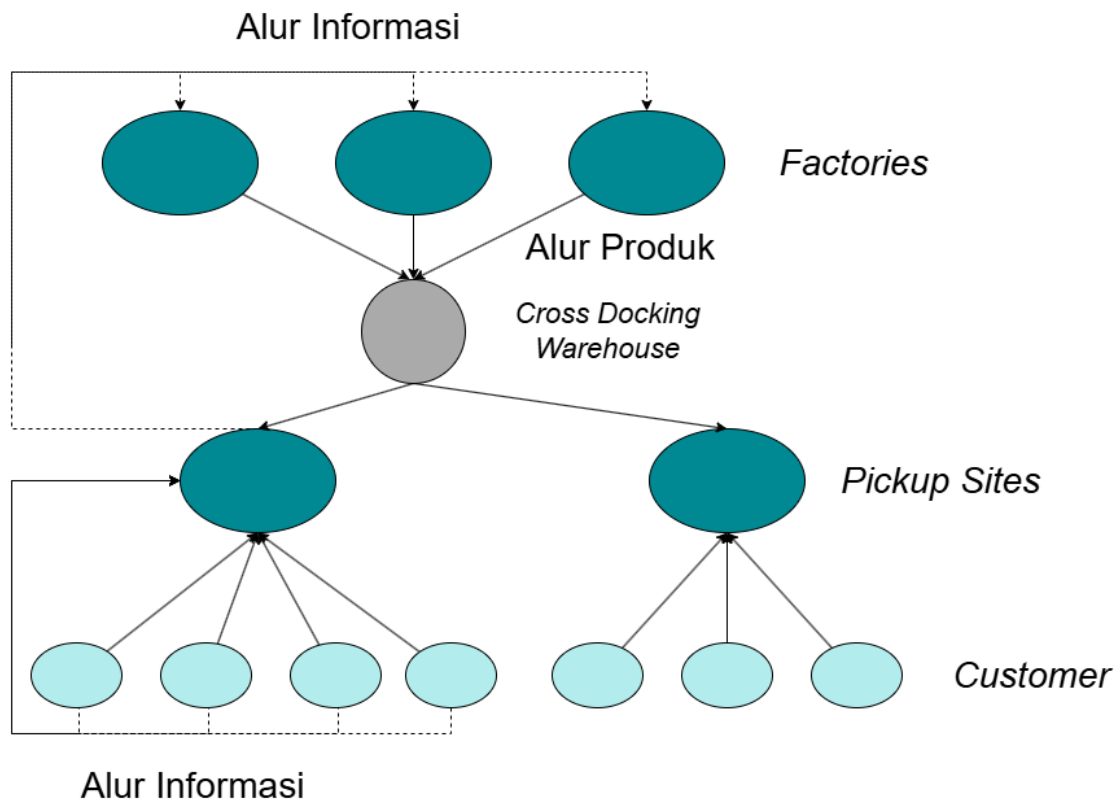 Alur Informasi
Factories
Alur Produk
Cross Docking
Warehouse
Pickup Sites
Customer
Alur Informasi